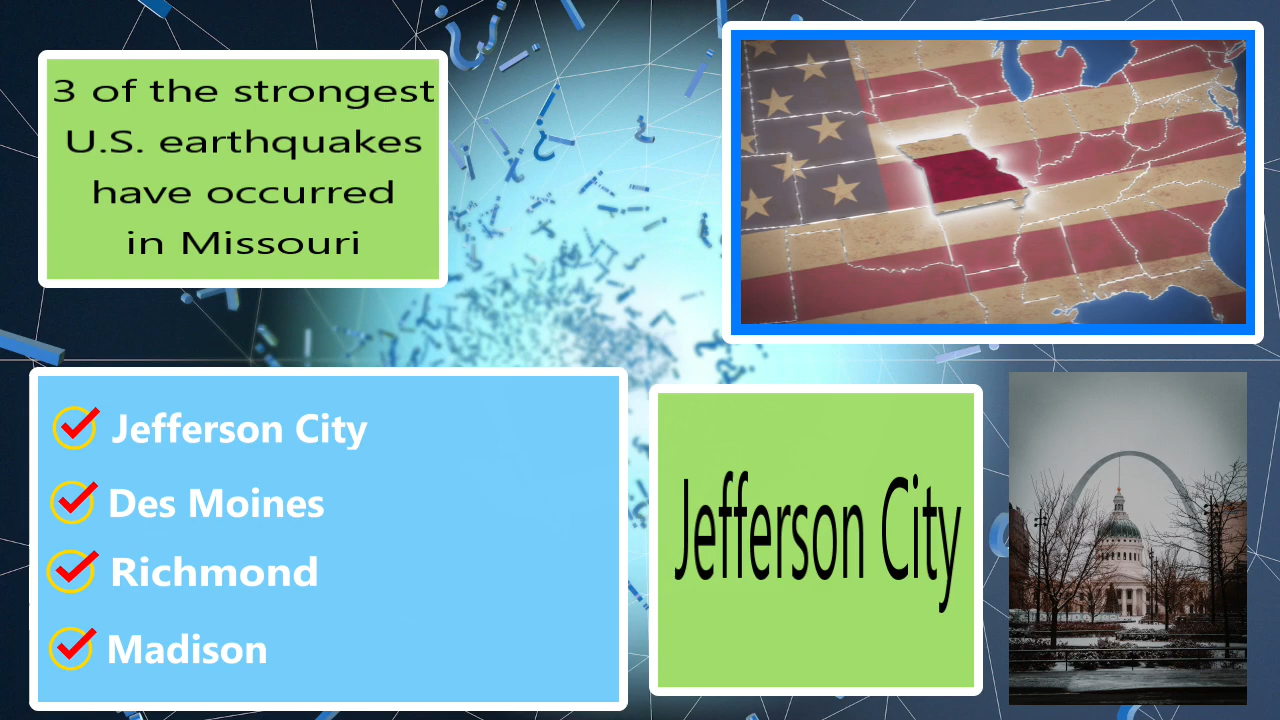 3 of the strongest
U.S. earthquakes
have occurred
in Missouri
Jefferson City
Des Moines
Richmond
Madison
Jefferson City